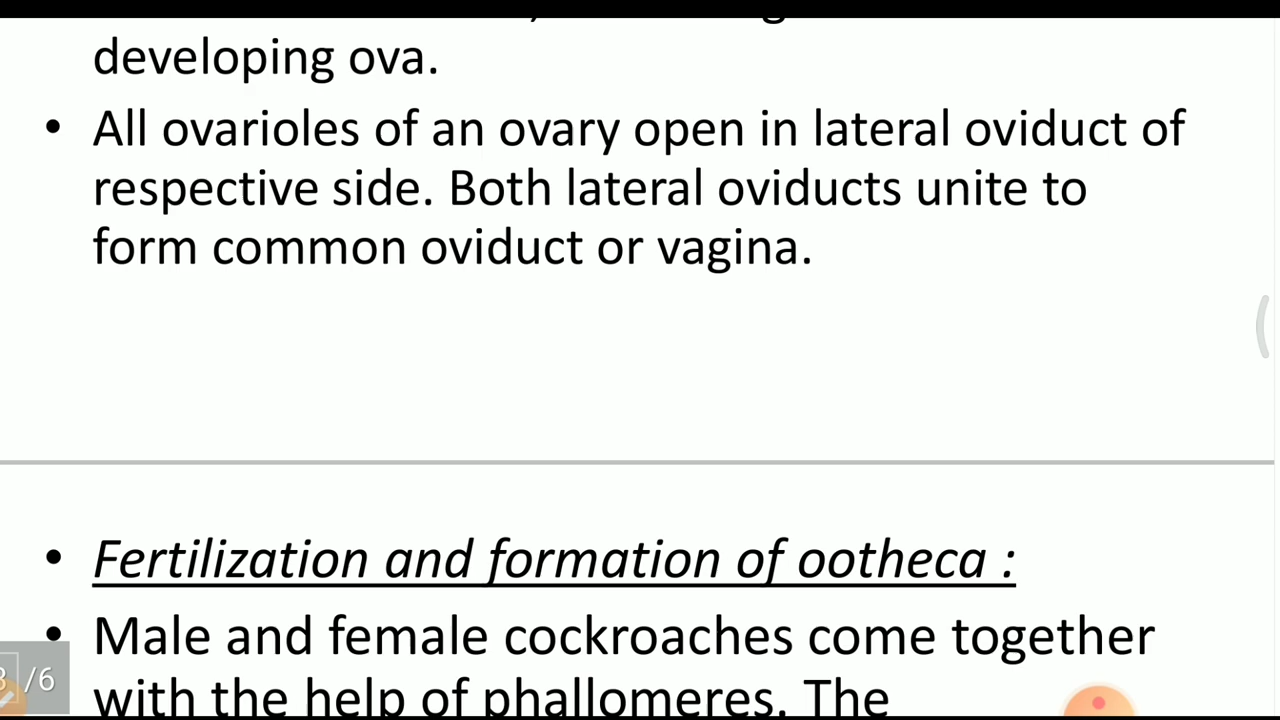 developing ova.
• All ovarioles of an ovary open in lateral oviduct of
respective side. Both lateral oviducts unite to
form common oviduct or vagina.
• Fertilization and formation of ootheca :
• Male and female cockroaches come together
with the help of phallomeres. The
3/6